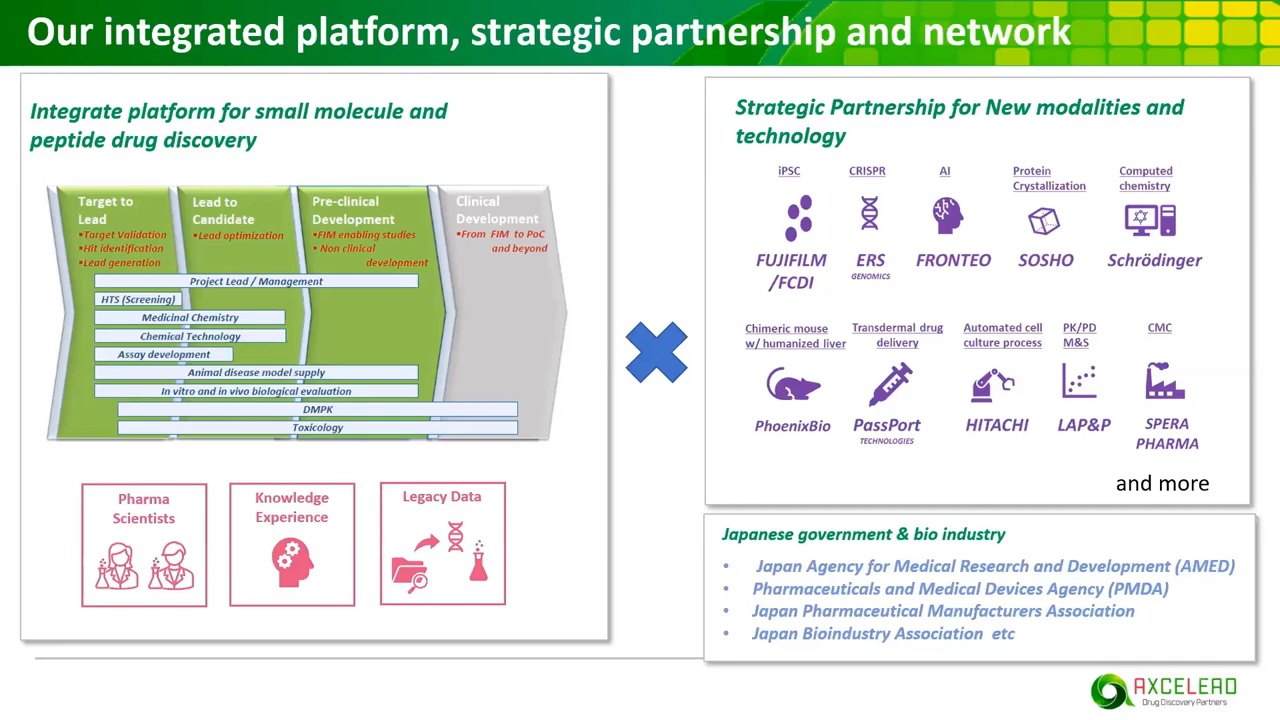 Our integrated platform, strategic partnership and network
Integrate platform for small molecule and
peptide drug discovery
Target to
Lead
▪Target Validation
▪Hit identification
▪Lead generation
Lead to
Candidate
▪Lead optimization
Pre-clinical
Development
▪FIM enabling studies
▪ Non clinical
development
Clinical
Development
▪From FIM to PoC
and beyond
Project Lead / Management
HTS (Screening)
Medicinal Chemistry
Chemical Technology
Assay development
Animal disease model supply
In vitro and in vivo biological evaluation
DMPK
Toxicology
Pharma
Scientists
Knowledge
Experience
Legacy Data
Strategic Partnership for New modalities and
technology
iPSC
FUJIFILM
/FCDI
CRISPR
ERS
GENOMICS
AI
FRONTEO
Protein
Crystallization
SOSHO
Computed
chemistry
Schrödinger
Chimeric mouse
w/ humanized liver
PhoenixBio
Transdermal drug
delivery
PassPort
TECHNOLOGIES
Automated cell
culture process
HITACHI
PK/PD
M&S
LAP&P
CMC
SPERA
PHARMA
and more
Japanese government & bio industry
• Japan Agency for Medical Research and Development (AMED)
• Pharmaceuticals and Medical Devices Agency (PMDA)
• Japan Pharmaceutical Manufacturers Association
• Japan Bioindustry Association etc
AXCELEAD
Drug Discovery Partners